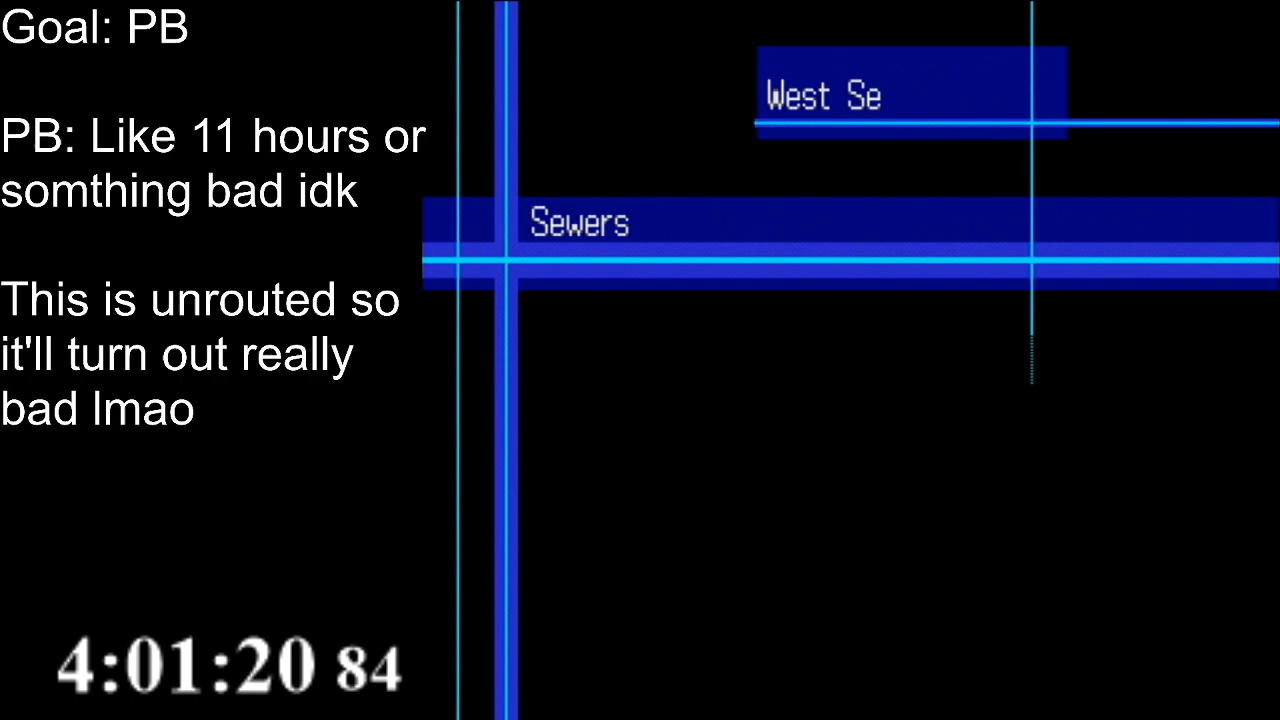 Goal: PB
PB: Like 11 hours or
somthing bad idk
This is unrouted so
it'll turn out really
bad lmao
West Se
Sewers
4:01:20 84